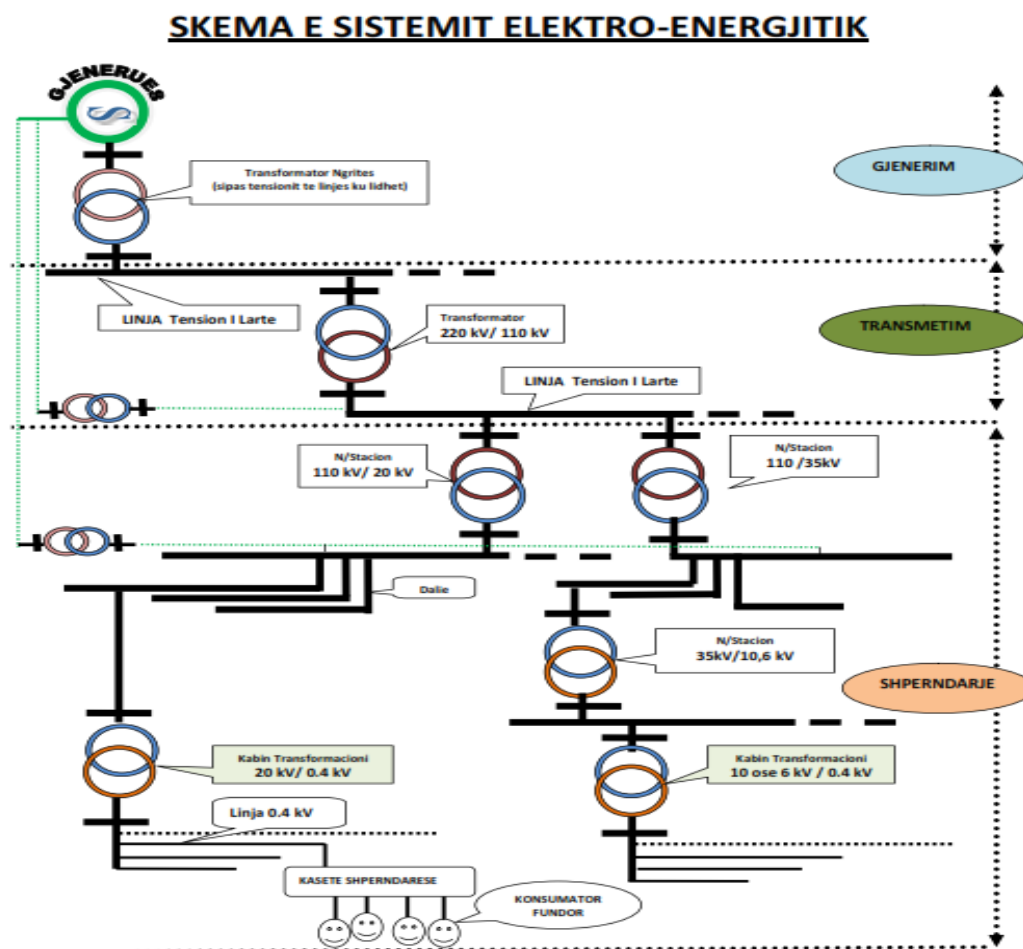 SKEMA E SISTEMIT ELEKTRO-ENERGJITIK
GJENERUES
Transformator Ngrites
(sipas tensionit te linjes ku lidhet)
GJENERIM
LINJA Tension I Larte
Transformator
220 kV/ 110 kV
TRANSMETIM
LINJA Tension I Larte
N/Stacion
110 kV/ 20 kV
N/Stacion
110 /35kV
Dalie
N/Stacion
35kV/10,6 kV
SHPERNDARJE
Kabin Transformacioni
20 kV/ 0.4 kV
Kabin Transformacioni
10 ose 6 kV / 0.4 kV
Linja 0.4 kV
KASETE SHPERNDARESE
KONSUMATOR
FUNDOR